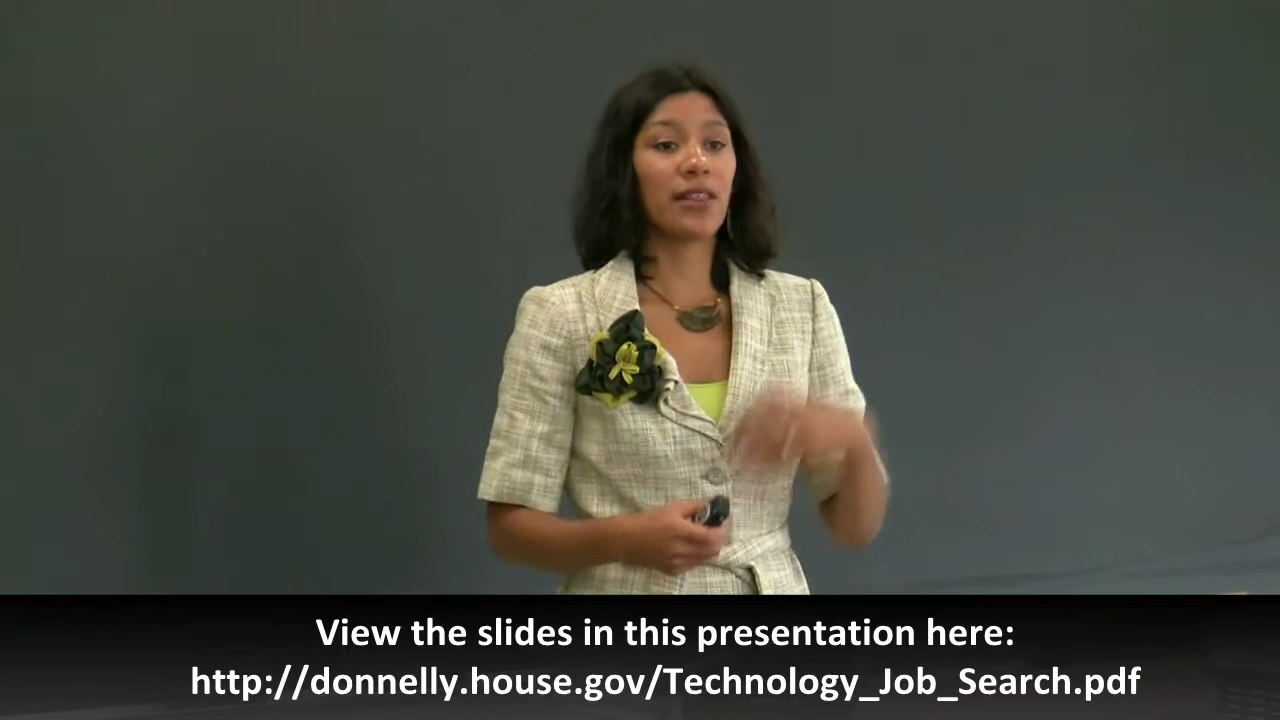 View the slides in this presentation here:
http://donnelly.house.gov/Technology_Job_Search.pdf